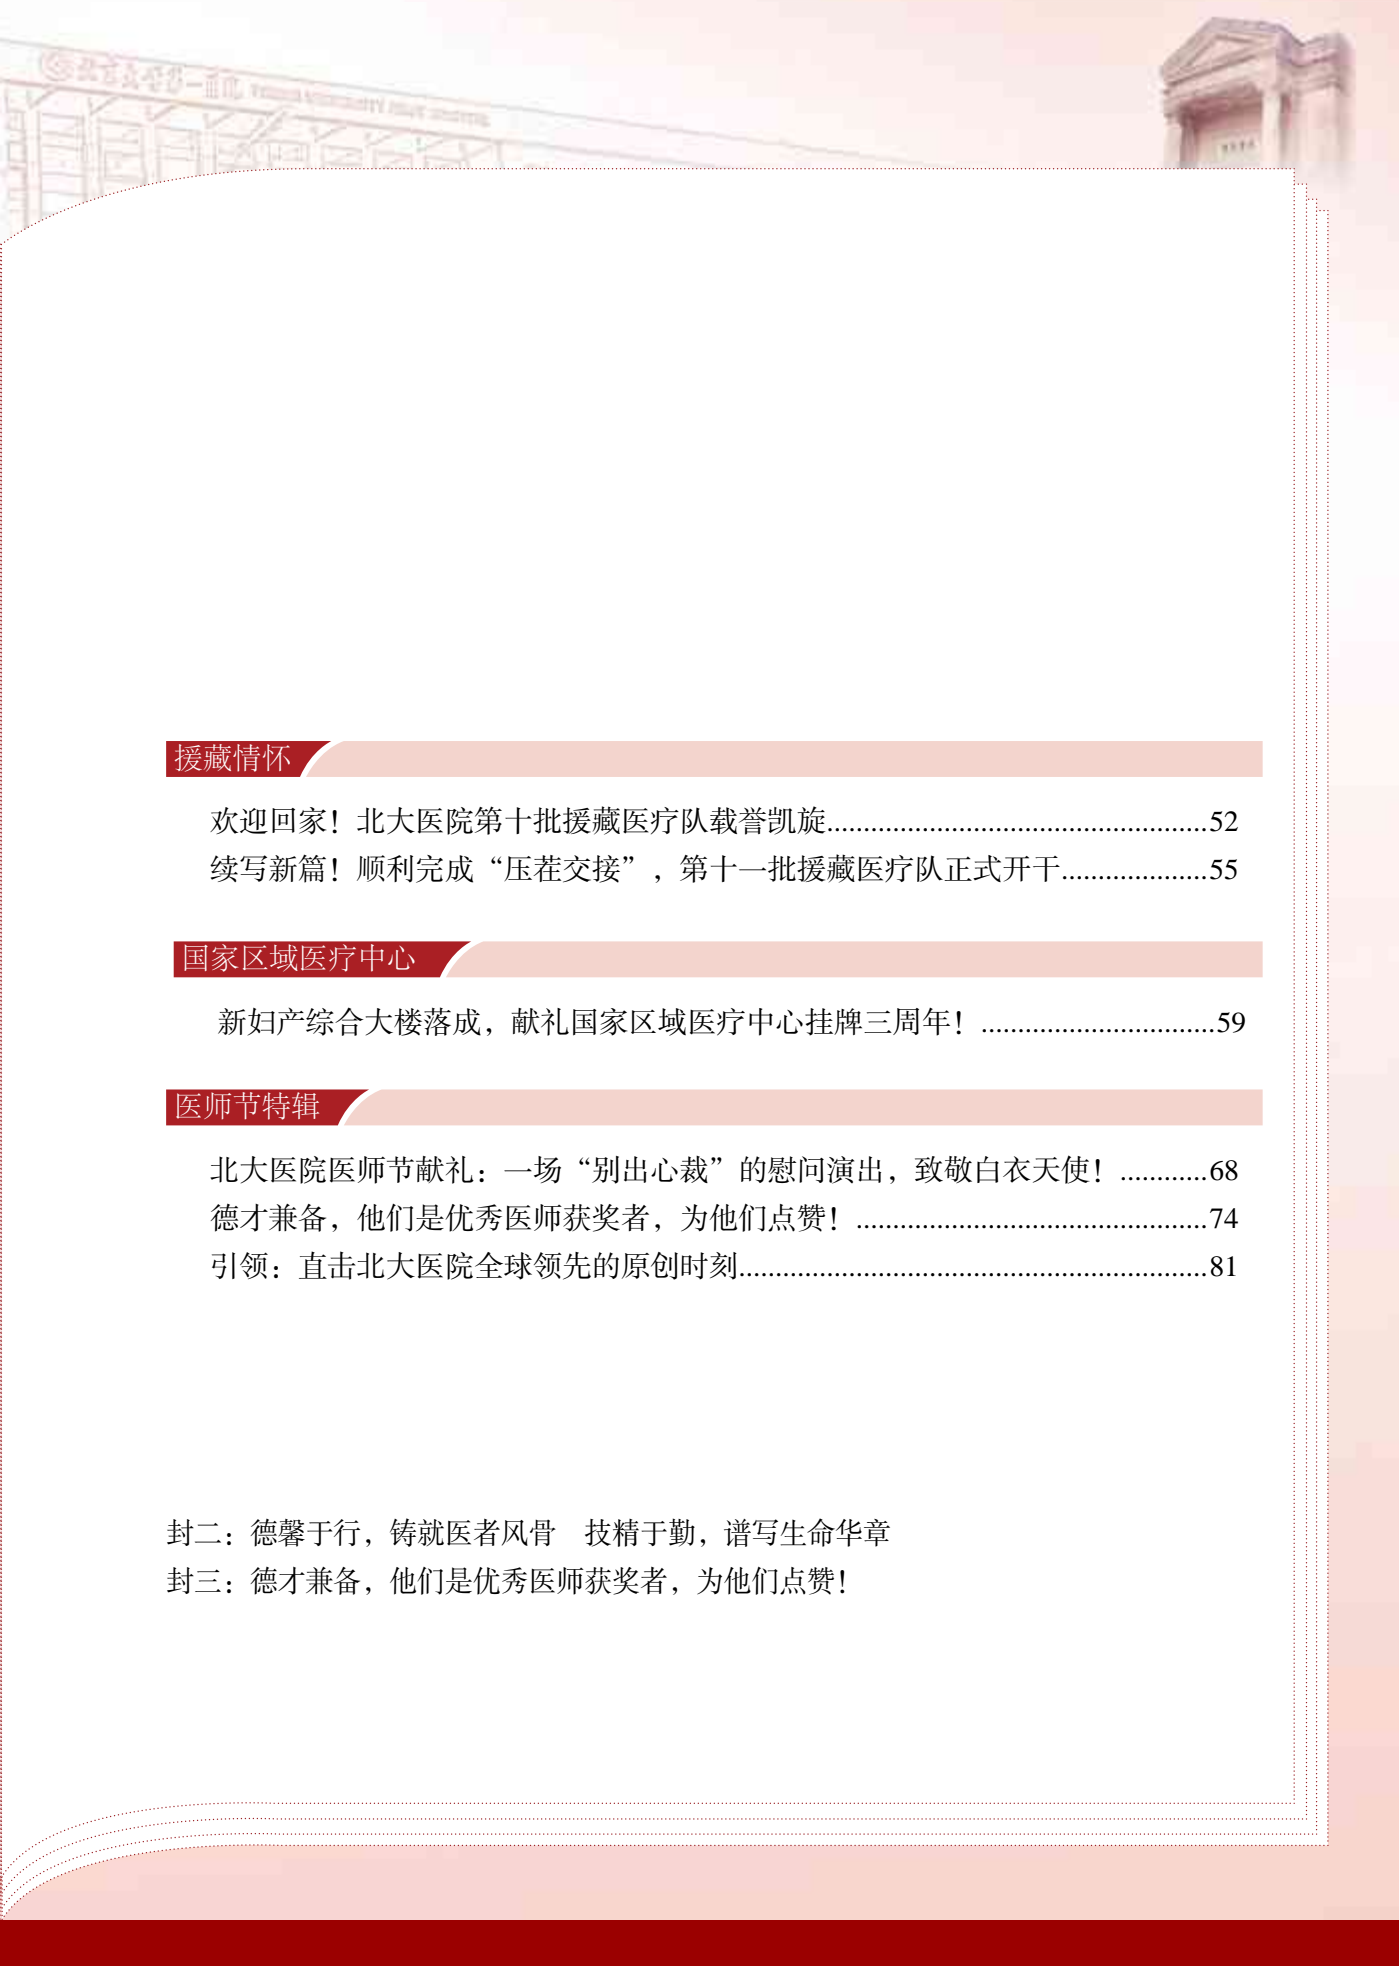 援藏情怀
欢迎回家！北大医院第十批援藏医疗队载誉凯旋....................................................52
续写新篇！顺利完成“压茬交接”，第十一批援藏医疗队正式开干....................55
国家区域医疗中心
新妇产综合大楼落成，献礼国家区域医疗中心挂牌三周年！................................59
医师节特辑
北大医院医师节献礼：一场“别出心裁”的慰问演出，致敬白衣天使！............68
德才兼备，他们是优秀医师获奖者，为他们点赞！................................................74
引领：直击北大医院全球领先的原创时刻................................................................81
封二：德馨于行，铸就医者风骨　技精于勤，谱写生命华章
封三：德才兼备，他们是优秀医师获奖者，为他们点赞！